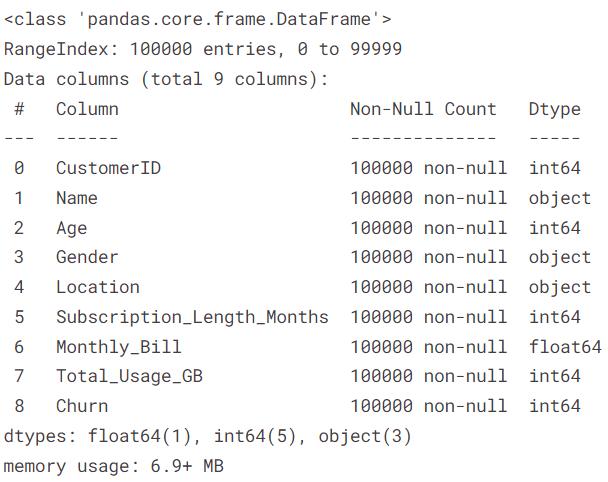 <class 'pandas.core.frame.DataFrame'>
RangeIndex: 100000 entries, 0 to 99999
Data columns (total 9 columns):
 #   Column                      Non-Null Count   Dtype
---  ------                      --------------   -----
 0   CustomerID                  100000 non-null  int64
 1   Name                        100000 non-null  object
 2   Age                         100000 non-null  int64
 3   Gender                      100000 non-null  object
 4   Location                    100000 non-null  object
 5   Subscription_Length_Months  100000 non-null  int64
 6   Monthly_Bill                100000 non-null  float64
 7   Total_Usage_GB              100000 non-null  int64
 8   Churn                       100000 non-null  int64
dtypes: float64(1), int64(5), object(3)
memory usage: 6.9+ MB